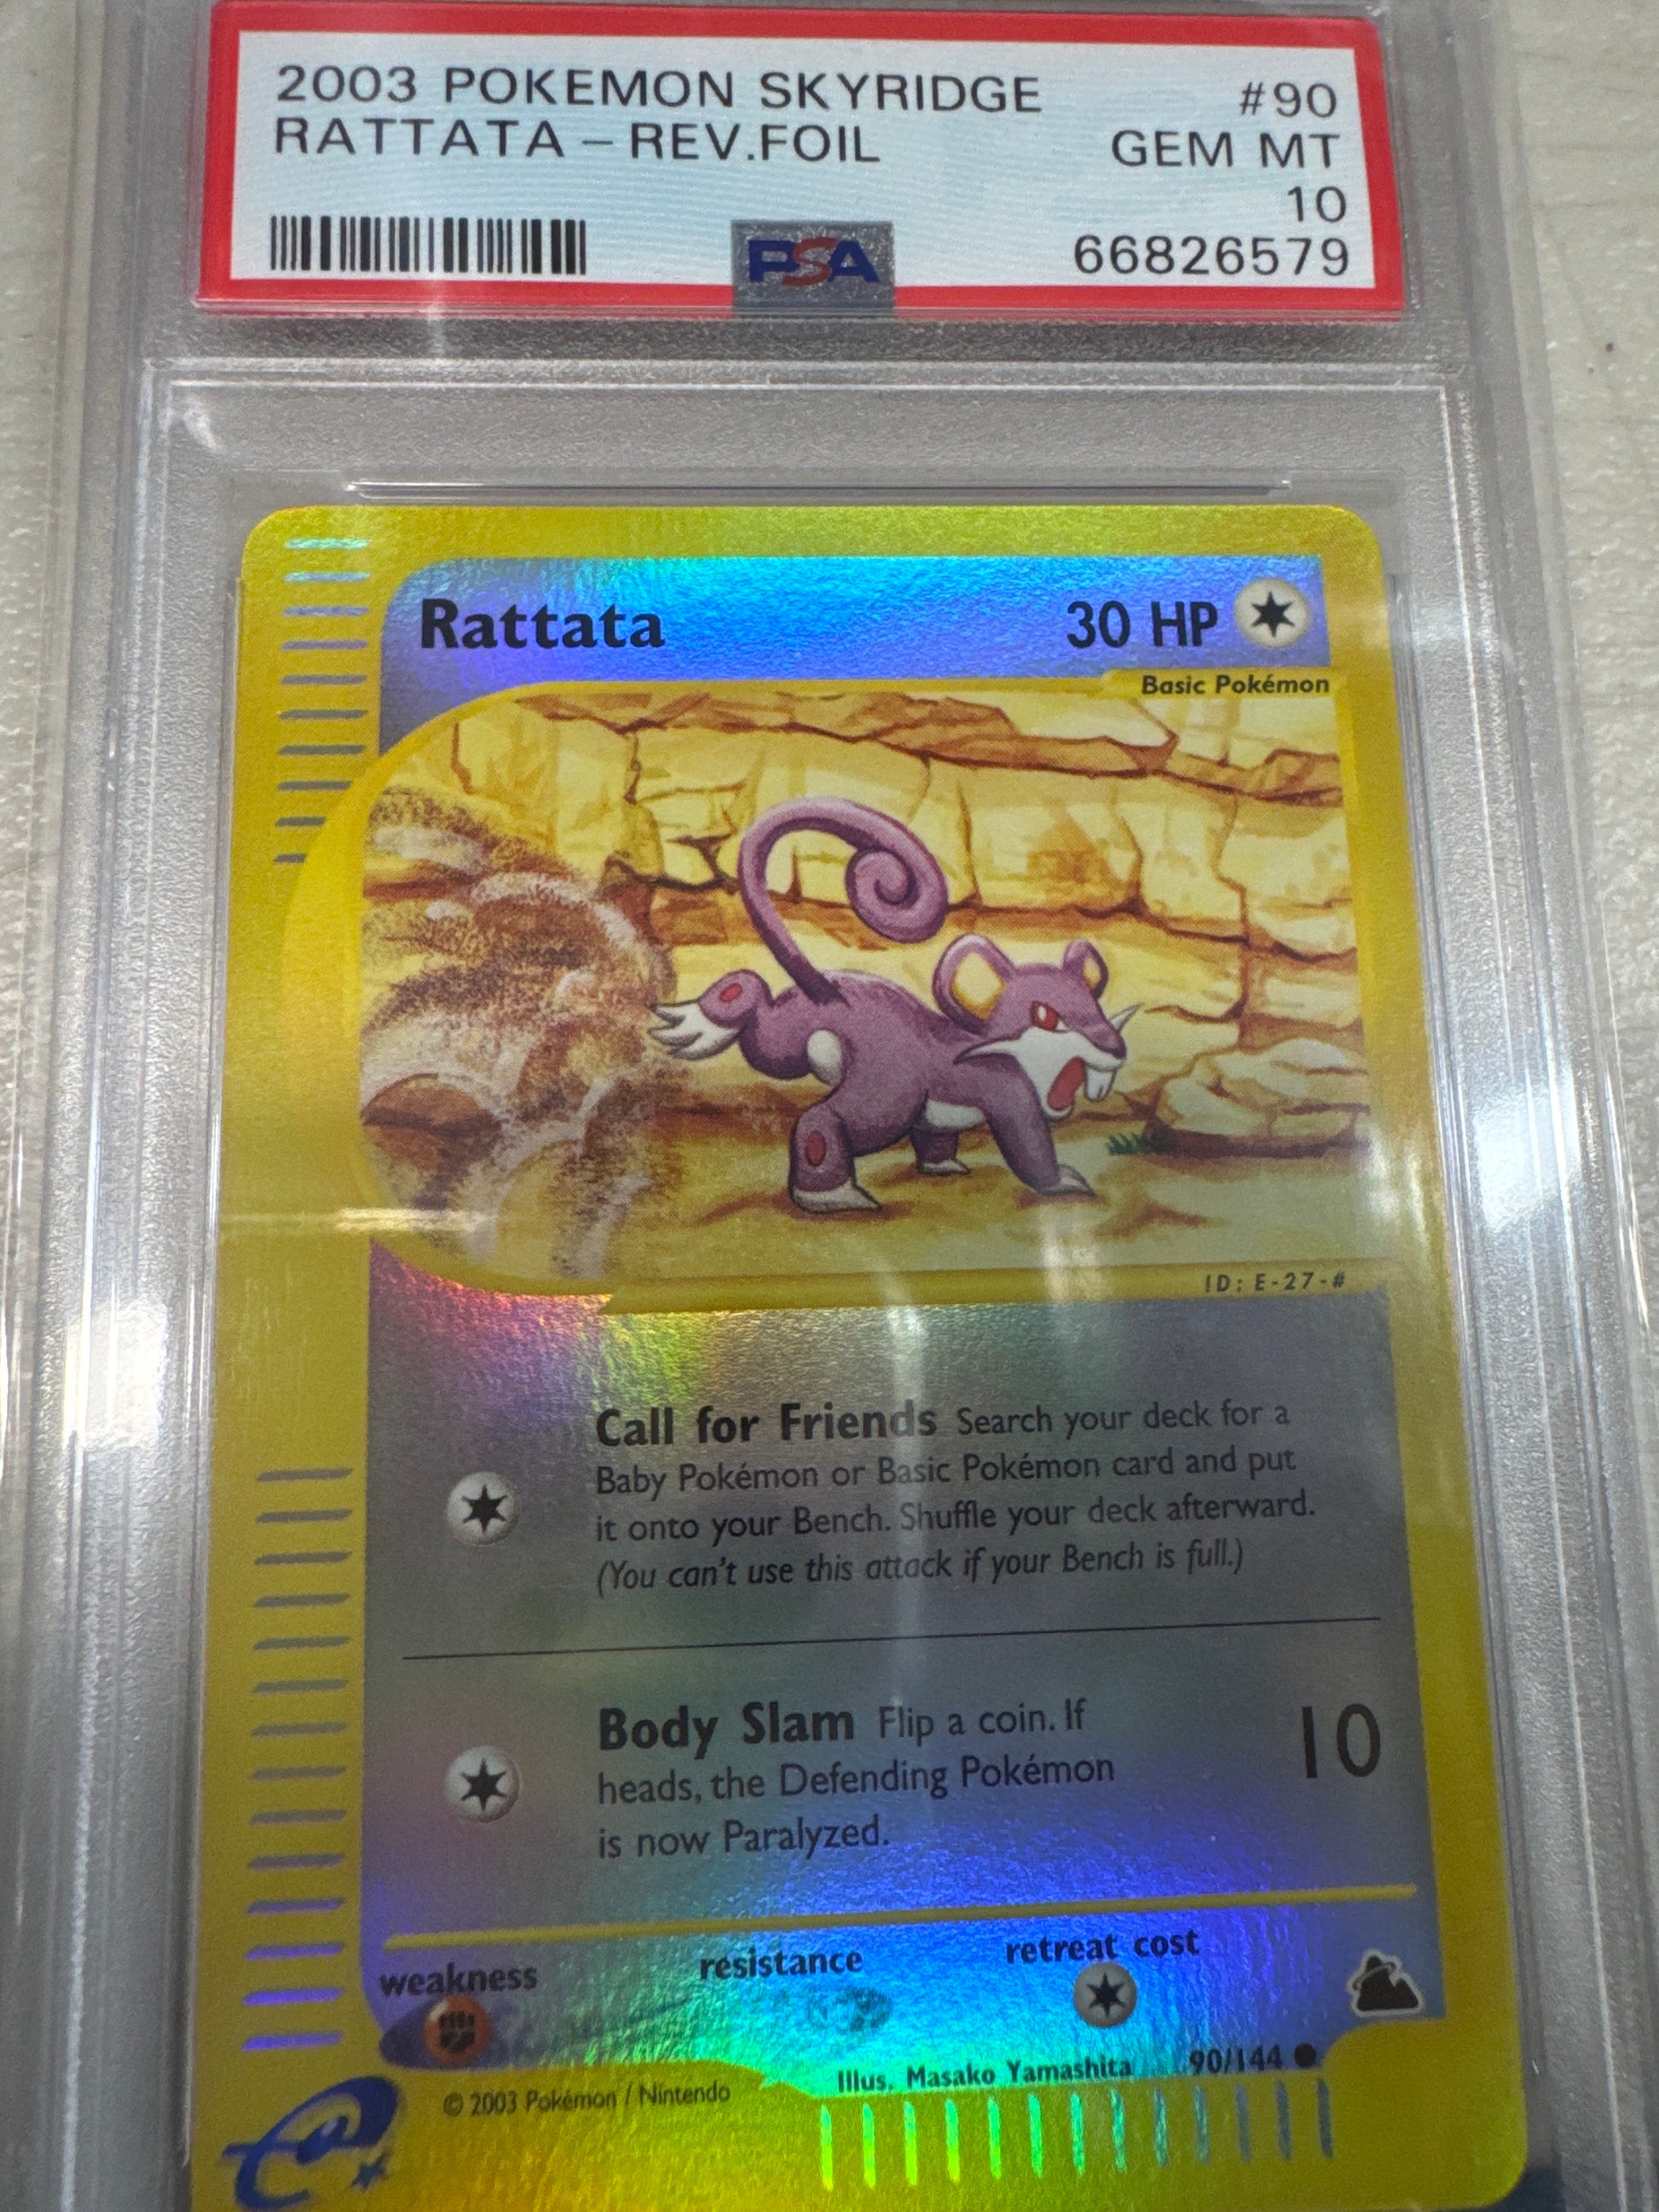 2003 POKEMON SKYRIDGE #90
RATTATA - REV.FOIL GEM MT
10
PSA 66826579
Rattata 30 HP
Basic Pokémon
ID: E-27-#
Call for Friends Search your deck for a
Baby Pokémon or Basic Pokémon card and put
it onto your Bench. Shuffle your deck afterward.
(You can't use this attack if your Bench is full.)
Body Slam Flip a coin. If
heads, the Defending Pokémon 10
is now Paralyzed.
weakness resistance retreat cost
Illus. Masako Yamashita 90/144
© 2003 Pokémon / Nintendo
e